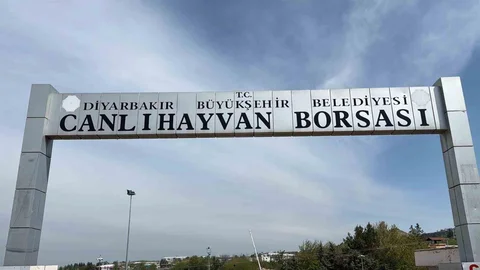 T.C.
DİYARBAKIR BÜYÜKŞEHİR BELEDİYESİ
CANLI HAYVAN BORSASI